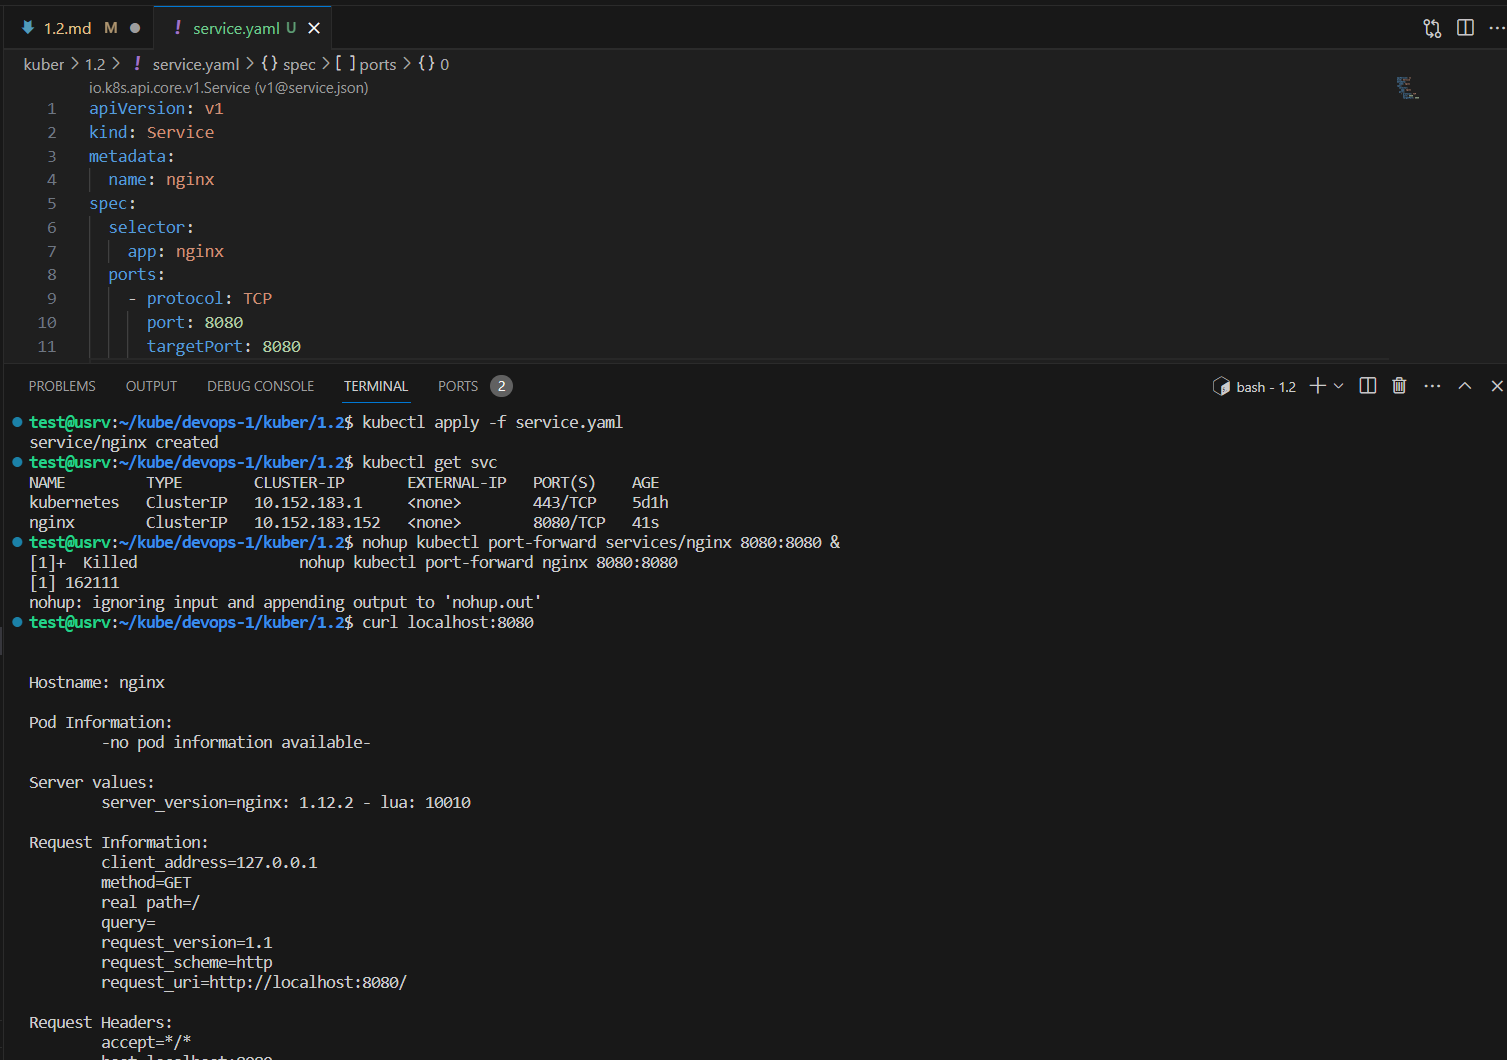 1.2.md M
service.yaml U
kuber > 1.2 > ! service.yaml > {} spec > [ ] ports > {} 0
io.k8s.api.core.v1.Service (v1@service.json)
1 apiVersion: v1
2 kind: Service
3 metadata:
4 name: nginx
5 spec:
6 selector:
7 app: nginx
8 ports:
9 - protocol: TCP
10 port: 8080
11 targetPort: 8080
PROBLEMS OUTPUT DEBUG CONSOLE TERMINAL PORTS 2 bash - 1.2
test@usrv:~/kube/devops-1/kuber/1.2$ kubectl apply -f service.yaml
service/nginx created
test@usrv:~/kube/devops-1/kuber/1.2$ kubectl get svc
NAME TYPE CLUSTER-IP EXTERNAL-IP PORT(S) AGE
kubernetes ClusterIP 10.152.183.1 <none> 443/TCP 5d1h
nginx ClusterIP 10.152.183.152 <none> 8080/TCP 41s
test@usrv:~/kube/devops-1/kuber/1.2$ nohup kubectl port-forward services/nginx 8080:8080 &
[1]+ Killed nohup kubectl port-forward nginx 8080:8080
[1] 162111
nohup: ignoring input and appending output to 'nohup.out'
test@usrv:~/kube/devops-1/kuber/1.2$ curl localhost:8080
Hostname: nginx
Pod Information:
-no pod information available-
Server values:
server_version=nginx: 1.12.2 - lua: 10010
Request Information:
client_address=127.0.0.1
method=GET
real path=/
query=
request_version=1.1
request_scheme=http
request_uri=http://localhost:8080/
Request Headers:
accept=*/*